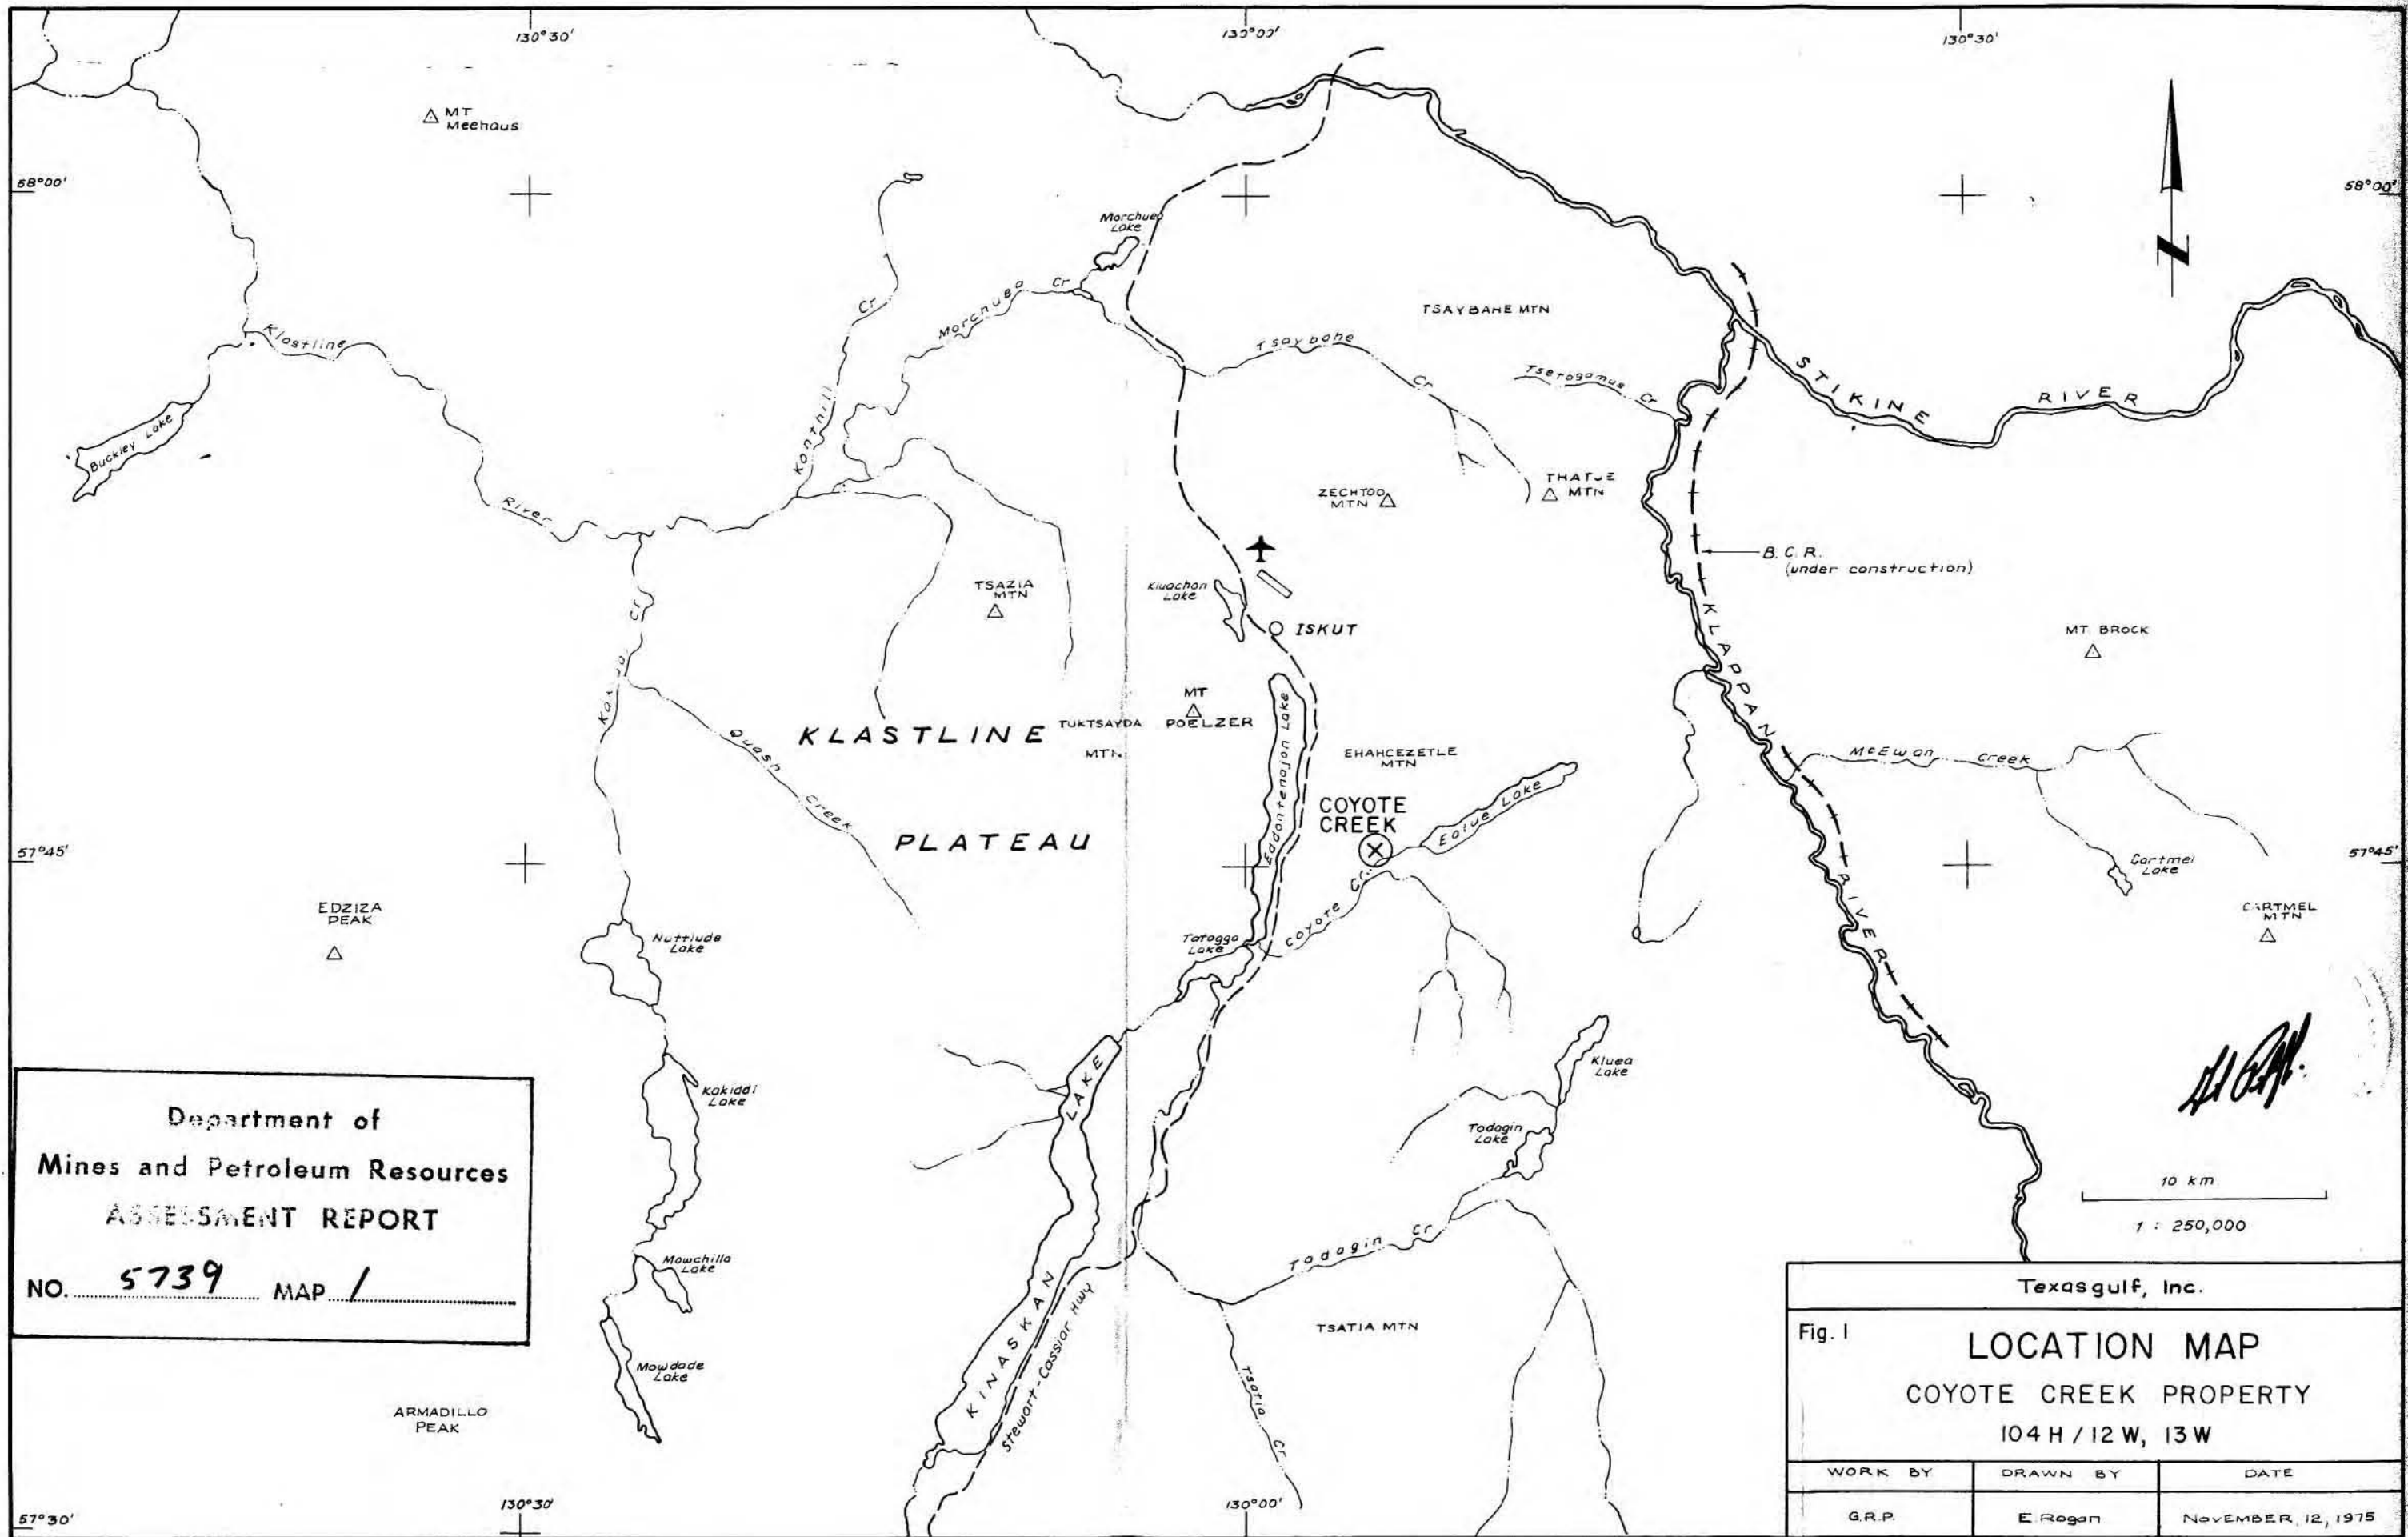 130°30'
130°00'
130°30'
MT
Meehaus
58°00'
58°00'
Morchuea
Lake
Morchuea Cr
Klastline
River
Buckley Lake
Konthill Cr
TSAYBAHE MTN
Tsaybahe Cr
Tsetogamus Cr
STIKINE RIVER
ZECHTOO
MTN
THATUE
MTN
B.C.R.
(under construction)
TSAZIA
MTN
Kluachon
Lake
ISKUT
KLAPPAN RIVER
MT. BROCK
Quash Creek
KLASTLINE
PLATEAU
TUKTSAYDA
MTN.
MT
POELZER
Eddontenajon Lake
EHAHCEZETLE
MTN
COYOTE
CREEK
Ealue Lake
Coyote Cr.
McEwan Creek
Cartmel
Lake
CARTMEL
MTN
57°45'
57°45'
EDZIZA
PEAK
Nuttlude
Lake
Tatogga
Lake
Kakiddi
Lake
Kluea
Lake
Todagin
Lake
KINASKAN LAKE
Todagin Cr
Mowchilla
Lake
Mowdade
Lake
Stewart-Cassiar Hwy
TSATIA MTN
Tsatia Cr
ARMADILLO
PEAK
57°30'
130°30'
130°00'
Department of
Mines and Petroleum Resources
ASSESSMENT REPORT
NO. 5739 MAP 1
10 km
1 : 250,000
Texasgulf, Inc.
Fig. 1
LOCATION MAP
COYOTE CREEK PROPERTY
104 H / 12 W, 13 W
WORK BY DRAWN BY DATE
G.R.P. E. Rogan NOVEMBER, 12, 1975